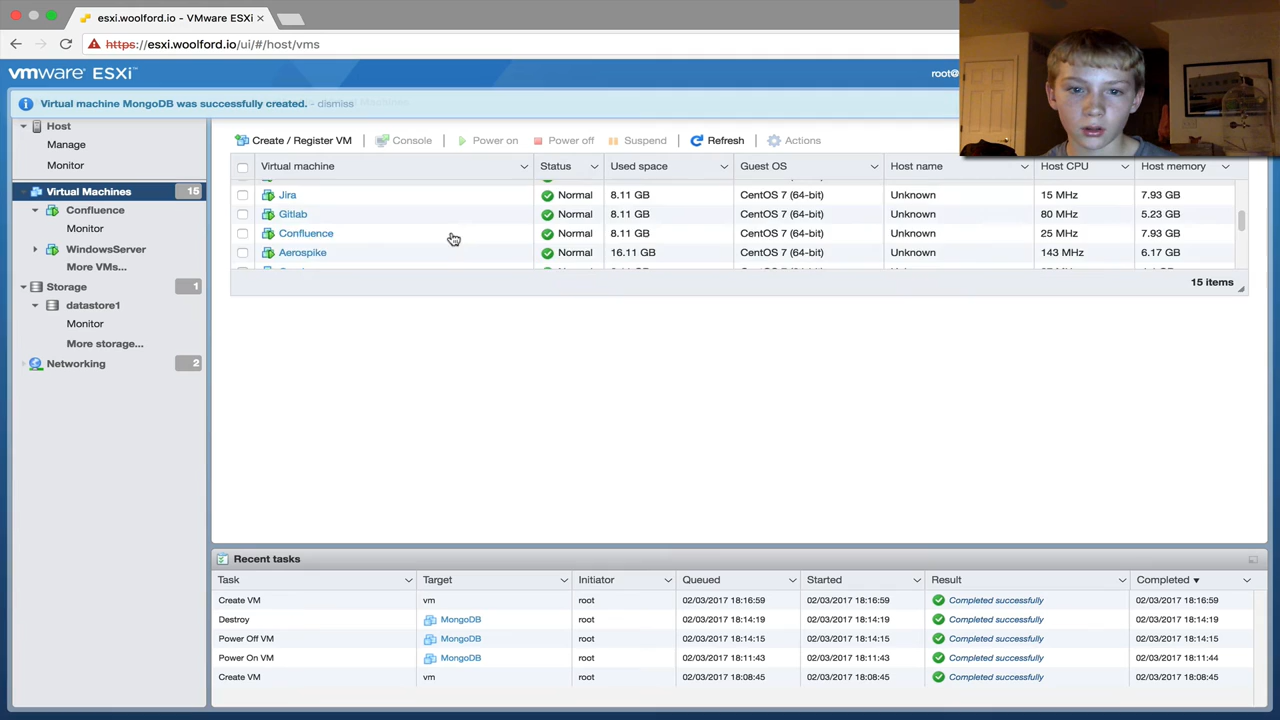 esxi.woolford.io - VMware ESXi ×
https://esxi.woolford.io/ui/#/host/vms
vmware ESXi™
root@
Virtual machine MongoDB was successfully created. - dismiss
Host
Manage
Monitor
Virtual Machines 15
Confluence
Monitor
WindowsServer
More VMs...
Storage 1
datastore1
Monitor
More storage...
Networking 2
Create / Register VM Console Power on Power off Suspend Refresh Actions
Virtual machine Status Used space Guest OS Host name Host CPU Host memory
Jira Normal 8.11 GB CentOS 7 (64-bit) Unknown 15 MHz 7.93 GB
Gitlab Normal 8.11 GB CentOS 7 (64-bit) Unknown 80 MHz 5.23 GB
Confluence Normal 8.11 GB CentOS 7 (64-bit) Unknown 25 MHz 7.93 GB
Aerospike Normal 16.11 GB CentOS 7 (64-bit) Unknown 143 MHz 6.17 GB
15 items
Recent tasks
Task Target Initiator Queued Started Result Completed
Create VM vm root 02/03/2017 18:16:59 02/03/2017 18:16:59 Completed successfully 02/03/2017 18:16:59
Destroy MongoDB root 02/03/2017 18:14:19 02/03/2017 18:14:19 Completed successfully 02/03/2017 18:14:19
Power Off VM MongoDB root 02/03/2017 18:14:15 02/03/2017 18:14:15 Completed successfully 02/03/2017 18:14:15
Power On VM MongoDB root 02/03/2017 18:11:43 02/03/2017 18:11:43 Completed successfully 02/03/2017 18:11:44
Create VM vm root 02/03/2017 18:08:45 02/03/2017 18:08:45 Completed successfully 02/03/2017 18:08:45